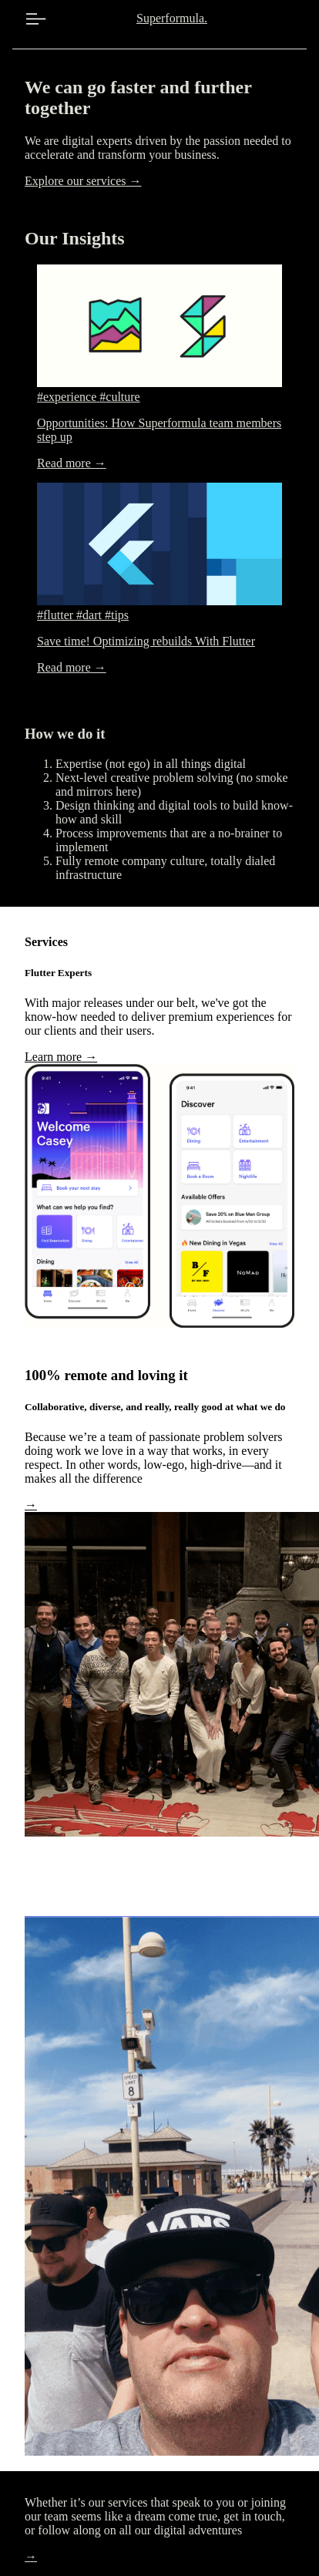 Superformula.
We can go faster and further
together
We are digital experts driven by the passion needed to
accelerate and transform your business.
Explore our services →
Our Insights
#experience #culture
Opportunities: How Superformula team members
step up
Read more →
#flutter #dart #tips
Save time! Optimizing rebuilds With Flutter
Read more →
How we do it
1. Expertise (not ego) in all things digital
2. Next-level creative problem solving (no smoke
and mirrors here)
3. Design thinking and digital tools to build know-
how and skill
4. Process improvements that are a no-brainer to
implement
5. Fully remote company culture, totally dialed
infrastructure
Services
Flutter Experts
With major releases under our belt, we've got the
know-how needed to deliver premium experiences for
our clients and their users.
Learn more →
9:41
Welcome
Casey
Book your next stay
What can we help you find?
Find Reservation
Dining
Entertainment
Dining
View All
9:41
Discover
Dining
Entertainment
Book a Room
Nightlife
Available Offers
Save 20% on Blue Man Group
New Dining in Vegas
View All
B/F
NoMad
100% remote and loving it
Collaborative, diverse, and really, really good at what we do
Because we’re a team of passionate problem solvers
doing work we love in a way that works, in every
respect. In other words, low-ego, high-drive—and it
makes all the difference
→
SPEED
LIMIT
8
VANS
Whether it’s our services that speak to you or joining
our team seems like a dream come true, get in touch,
or follow along on all our digital adventures
→